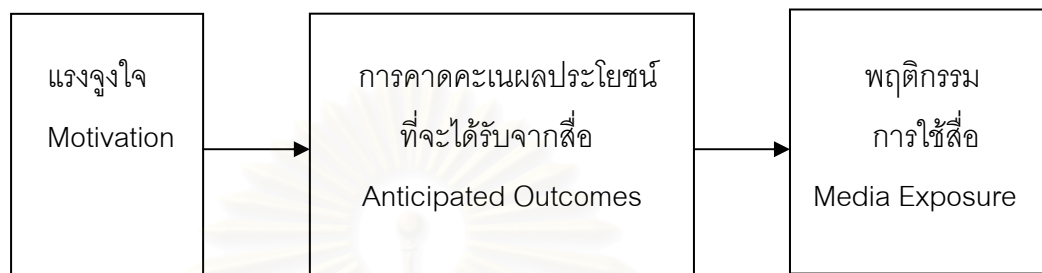 แรงจูงใจ
Motivation
การคาดคะเนผลประโยชน์
ที่จะได้รับจากสื่อ
Anticipated Outcomes
พฤติกรรม
การใช้สื่อ
Media Exposure